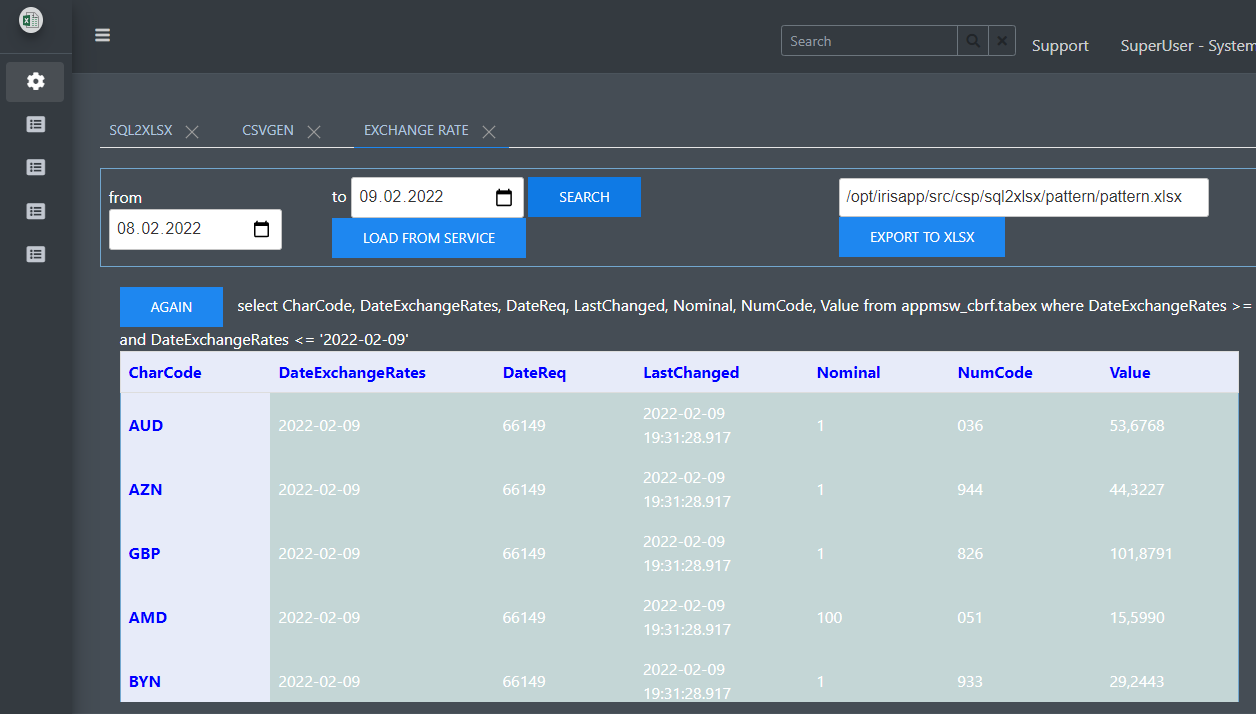 Search
Support
SuperUser - System
SQL2XLSX
CSVGEN
EXCHANGE RATE
from
08.02.2022
to
09.02.2022
SEARCH
LOAD FROM SERVICE
/opt/irisapp/src/csp/sql2xlsx/pattern/pattern.xlsx
EXPORT TO XLSX
AGAIN
select CharCode, DateExchangeRates, DateReq, LastChanged, Nominal, NumCode, Value from appmsw_cbrf.tabex where DateExchangeRates >=
and DateExchangeRates <= '2022-02-09'
CharCode DateExchangeRates DateReq LastChanged Nominal NumCode Value
AUD 2022-02-09 66149 2022-02-09 19:31:28.917 1 036 53,6768
AZN 2022-02-09 66149 2022-02-09 19:31:28.917 1 944 44,3227
GBP 2022-02-09 66149 2022-02-09 19:31:28.917 1 826 101,8791
AMD 2022-02-09 66149 2022-02-09 19:31:28.917 100 051 15,5990
BYN 2022-02-09 66149 2022-02-09 19:31:28.917 1 933 29,2443